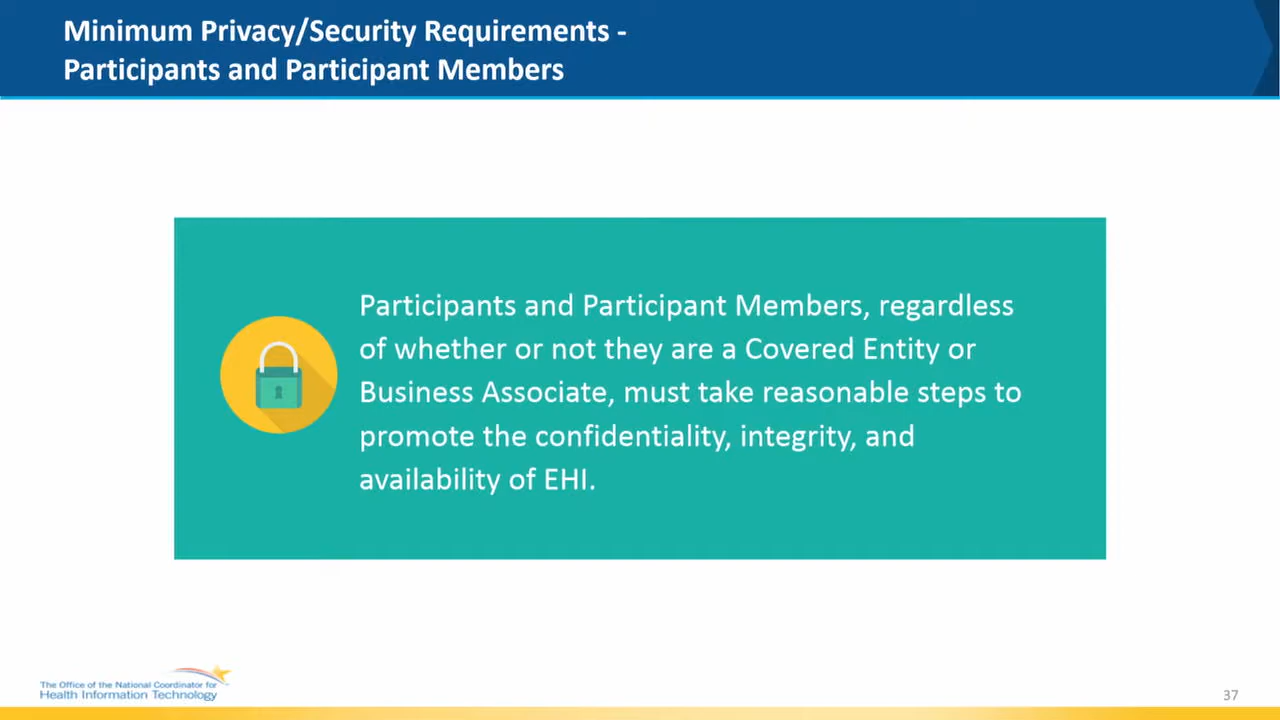 Minimum Privacy/Security Requirements -
Participants and Participant Members
Participants and Participant Members, regardless
of whether or not they are a Covered Entity or
Business Associate, must take reasonable steps to
promote the confidentiality, integrity, and
availability of EHI.
The Office of the National Coordinator for
Health Information Technology
37